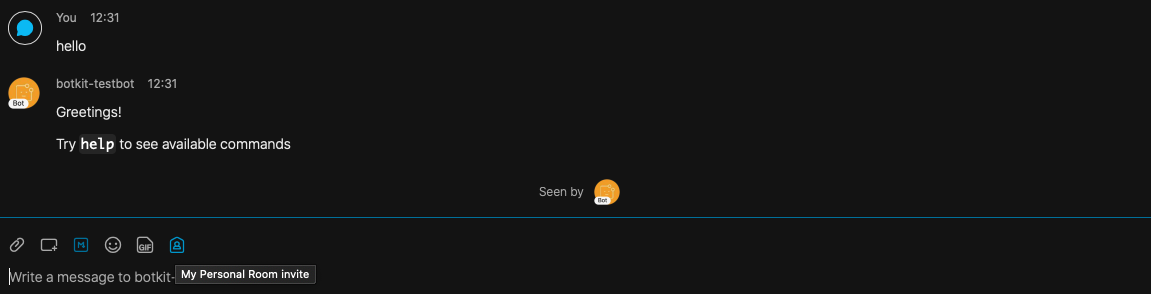 You 12:31
hello
botkit-testbot 12:31
Bot
Greetings!
Try help to see available commands
Seen by
Bot
M
GIF
Write a message to botkit-
My Personal Room invite